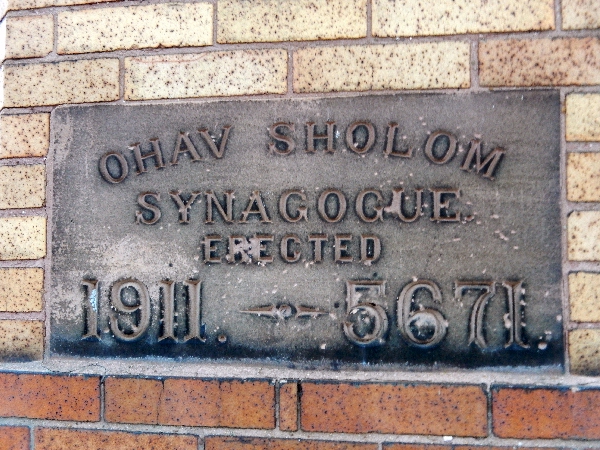 OHAV SHOLOM
SYNAGOGUE
ERECTED
1911. 5671.